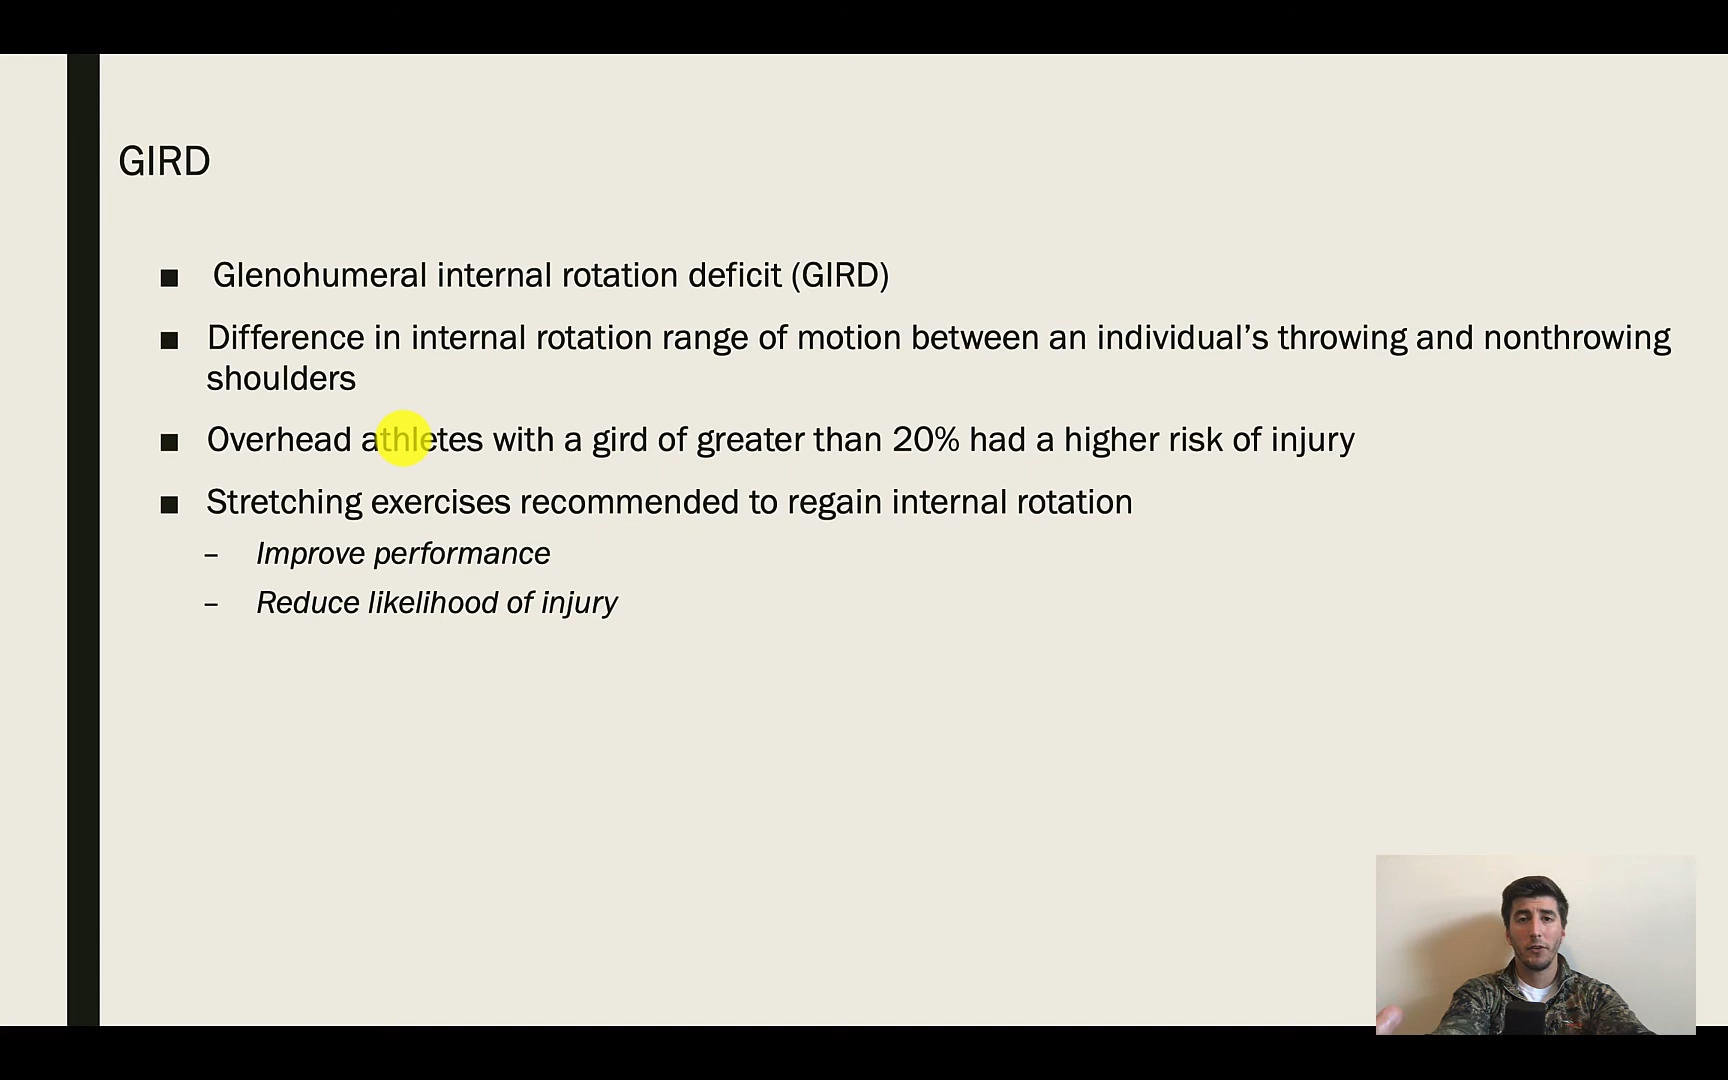 GIRD
■ Glenohumeral internal rotation deficit (GIRD)
■ Difference in internal rotation range of motion between an individual’s throwing and nonthrowing
shoulders
■ Overhead athletes with a gird of greater than 20% had a higher risk of injury
■ Stretching exercises recommended to regain internal rotation
– Improve performance
– Reduce likelihood of injury